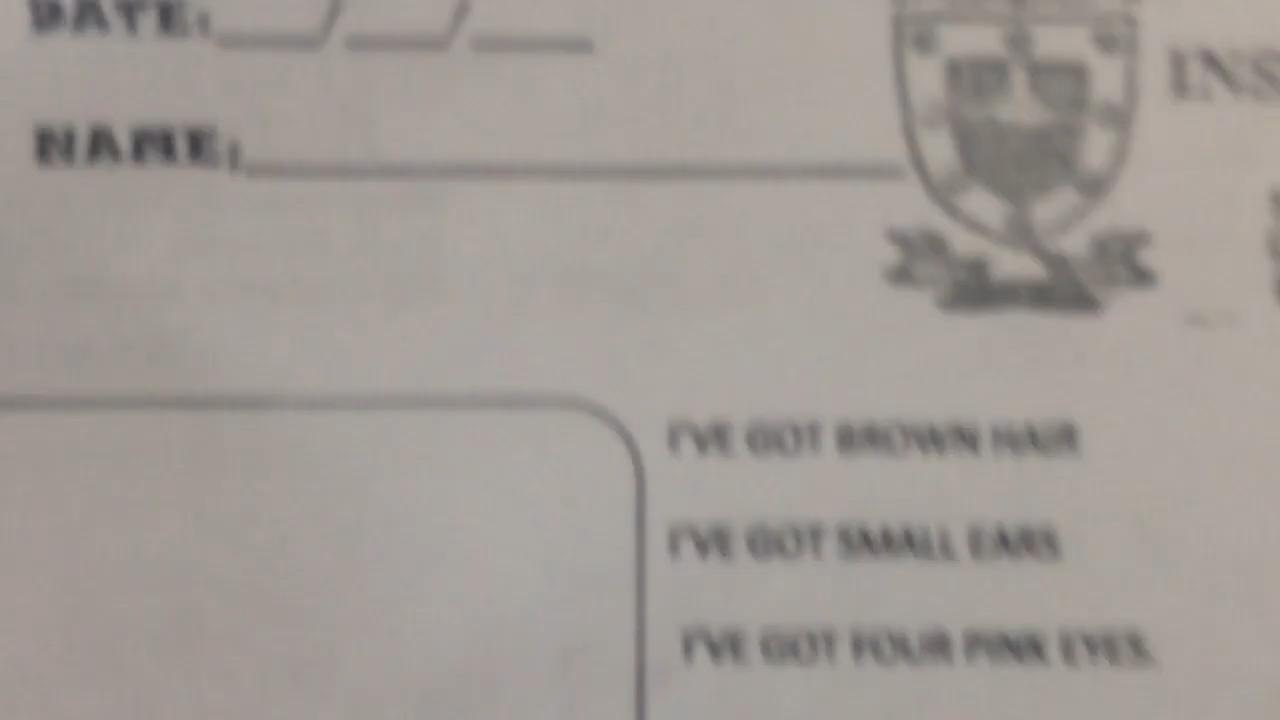 DATE:___/___/___
NAME:____________________
INS
I'VE GOT BROWN HAIR
I'VE GOT SMALL EARS
I'VE GOT FOUR PINK EYES.